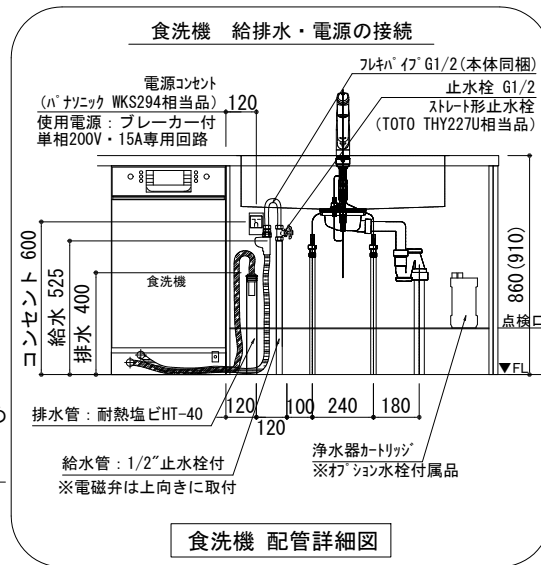 食洗機　給排水・電源の接続
フレキパイプ G1/2(本体同梱)
電源コンセント
(パナソニック WKS294相当品)
止水栓 G1/2
ストレート形止水栓
(TOTO THY227U相当品)
120
使用電源：ブレーカー付
単相200V・15A専用回路
食洗機
コンセント 600
給水 525
排水 400
860(910)
点検口
▼FL
120
120
100
240
180
排水管：耐熱塩ビHT-40
給水管：1/2"止水栓付
※電磁弁は上向きに取付
浄水器カートリッジ
※オプション水栓付属品
食洗機 配管詳細図